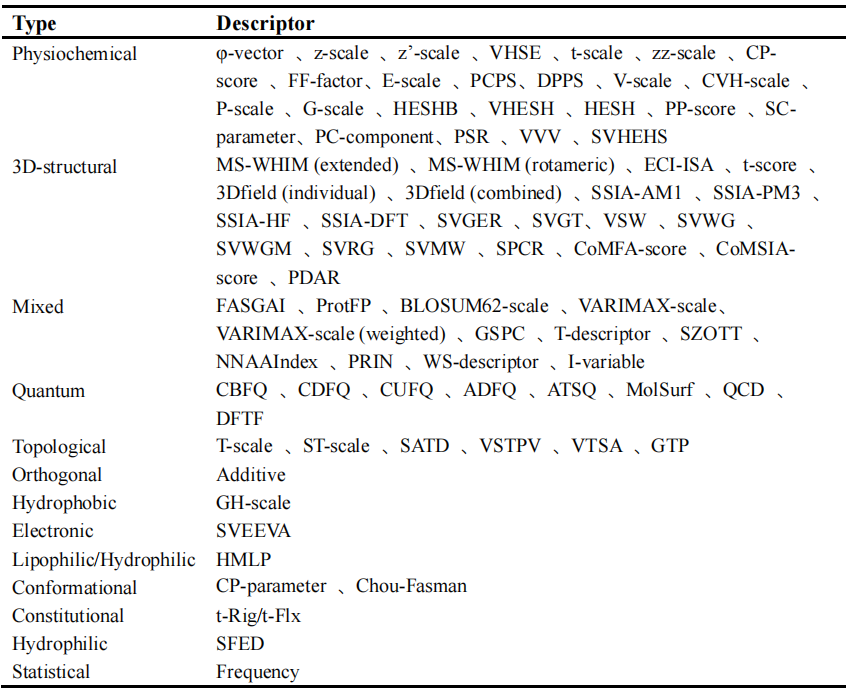 Type Descriptor
Physiochemical φ-vector 、z-scale 、z’-scale 、VHSE 、t-scale 、zz-scale 、CP-
score 、FF-factor、E-scale 、PCPS、DPPS 、V-scale 、CVH-scale 、
P-scale 、G-scale 、HESHB 、VHESH 、HESH 、PP-score 、SC-
parameter、PC-component、PSR 、VVV 、SVHEHS
3D-structural MS-WHIM (extended) 、MS-WHIM (rotameric) 、ECI-ISA 、t-score 、
3Dfield (individual) 、3Dfield (combined) 、SSIA-AM1 、SSIA-PM3 、
SSIA-HF 、SSIA-DFT 、SVGER 、SVGT、VSW 、SVWG 、
SVWGM 、SVRG 、SVMW 、SPCR 、CoMFA-score 、CoMSIA-
score 、PDAR
Mixed FASGAI 、ProtFP 、BLOSUM62-scale 、VARIMAX-scale、
VARIMAX-scale (weighted) 、GSPC 、T-descriptor 、SZOTT 、
NNAAIndex 、PRIN 、WS-descriptor 、I-variable
Quantum CBFQ 、CDFQ 、CUFQ 、ADFQ 、ATSQ 、MolSurf 、QCD 、
DFTF
Topological T-scale 、ST-scale 、SATD 、VSTPV 、VTSA 、GTP
Orthogonal Additive
Hydrophobic GH-scale
Electronic SVEEVA
Lipophilic/Hydrophilic HMLP
Conformational CP-parameter 、Chou-Fasman
Constitutional t-Rig/t-Flx
Hydrophilic SFED
Statistical Frequency